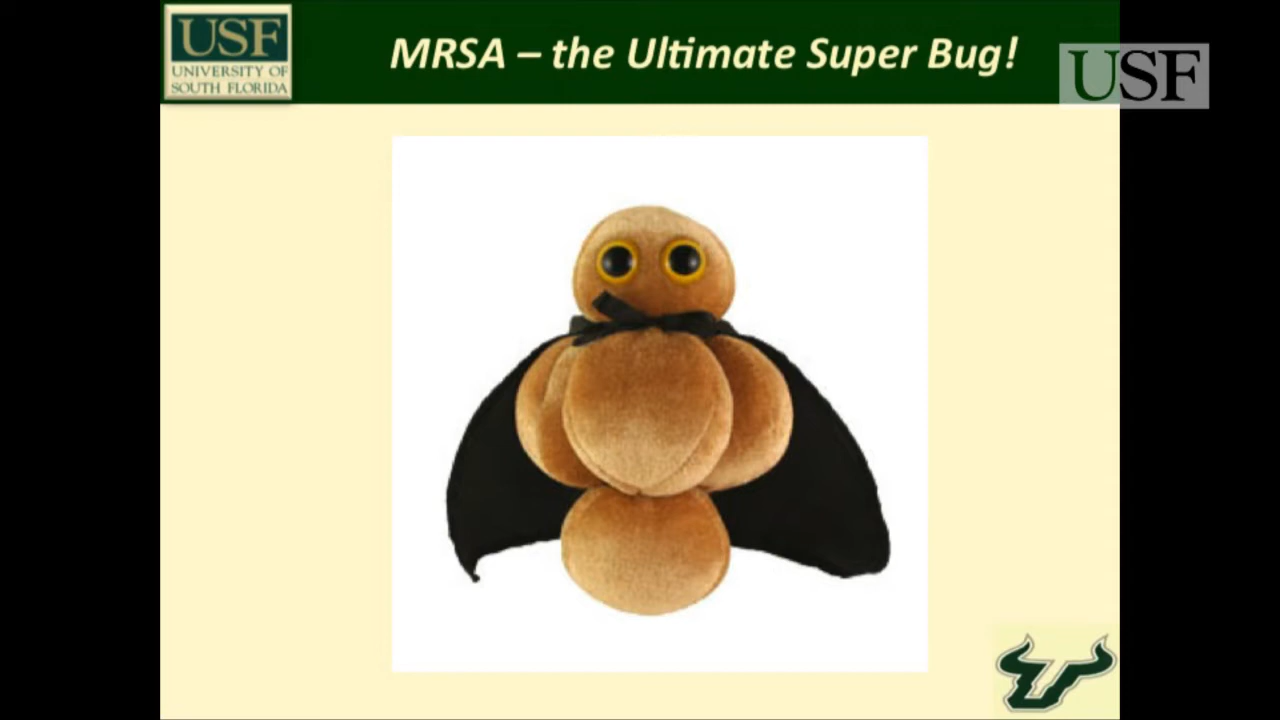 USF
UNIVERSITY OF
SOUTH FLORIDA
MRSA – the Ultimate Super Bug!
USF